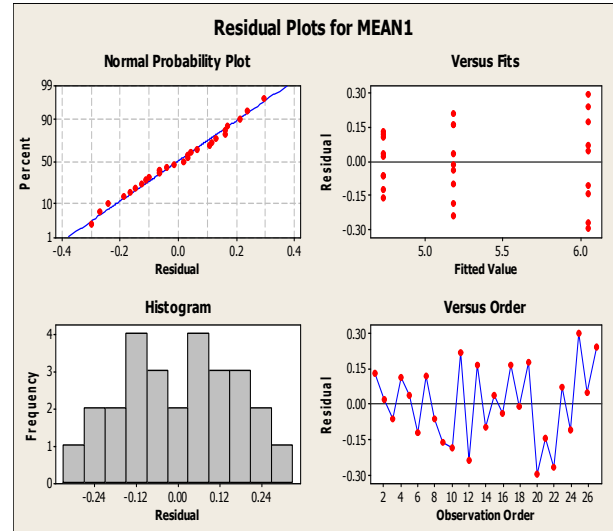 Residual Plots for MEAN1
Normal Probability Plot
99
90
50
10
1
Percent
-0.4
-0.2
0.0
0.2
0.4
Residual
Versus Fits
0.30
0.15
0.00
-0.15
-0.30
Residual
5.0
5.5
6.0
Fitted Value
Histogram
4
3
2
1
0
Frequency
-0.24
-0.12
0.00
0.12
0.24
Residual
Versus Order
0.30
0.15
0.00
-0.15
-0.30
Residual
2 4 6 8 10 12 14 16 18 20 22 24 26
Observation Order